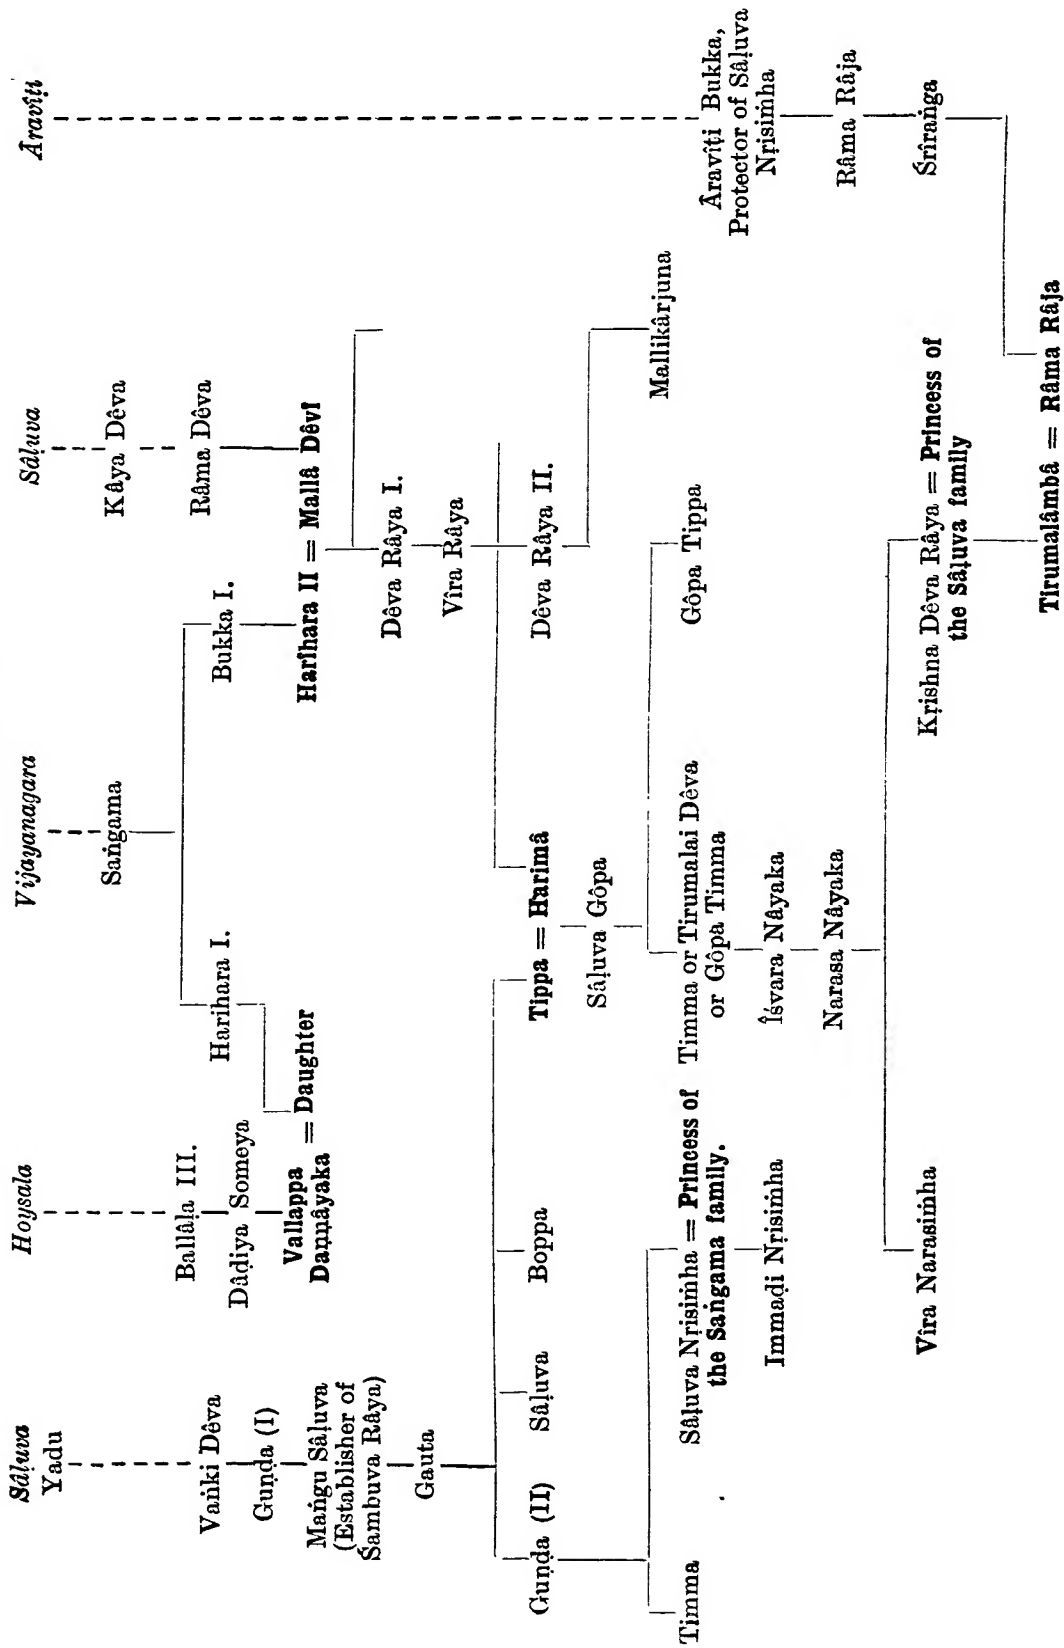 Sâḷuva
Yadu
Hoysala
Vijayanagara
Sâḷuva
Âravîṭi
Vaṅki Dêva
Guṇḍa (I)
Maṅgu Sâḷuva
(Establisher of
Śambuva Râya)
Gauta
Ballâḷa III.
Dâḍiya Someya
Vallappa
Daṇṇâyaka
= Daughter
Saṅgama
Harihara I.
Bukka I.
Kâya Dêva
Râma Dêva
Harihara II = Mallâ Dêvî
Dêva Râya I.
Vîra Râya
Guṇḍa (II)
Sâḷuva
Boppa
Tippa = Harimâ
Dêva Râya II.
Sâḷuva Gôpa
Timma
Sâḷuva Nṛisiṁha = Princess of
the Saṅgama family.
Timma or Tirumalai Dêva
or Gôpa Timma
Gôpa Tippa
Mallikârjuna
Âravîṭi Bukka,
Protector of Sâḷuva
Nṛisiṁha
Immaḍi Nṛisiṁha
Îśvara Nâyaka
Narasa Nâyaka
Râma Râja
Śrîraṅga
Vîra Narasiṁha
Kṛishna Dêva Râya = Princess of
the Sâḷuva family
Tirumalâmbâ = Râma Râja